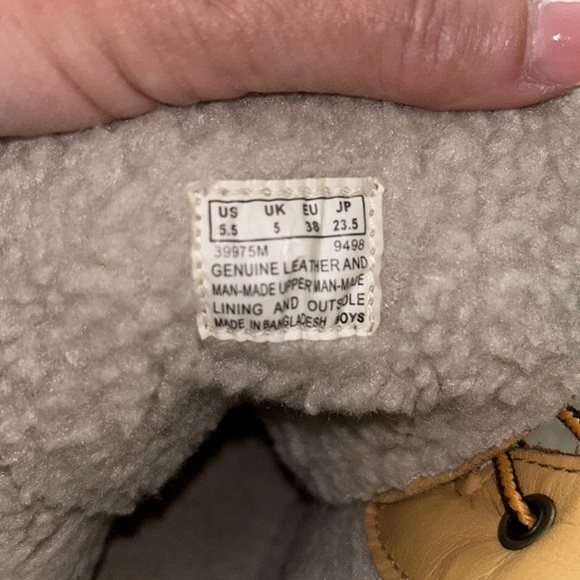 US UK EU JP
5.5 5 38 23.5
39975M 9498
GENUINE LEATHER AND
MAN-MADE UPPER MAN-MADE
LINING AND OUTSOLE
MADE IN BANGLADESH BOYS